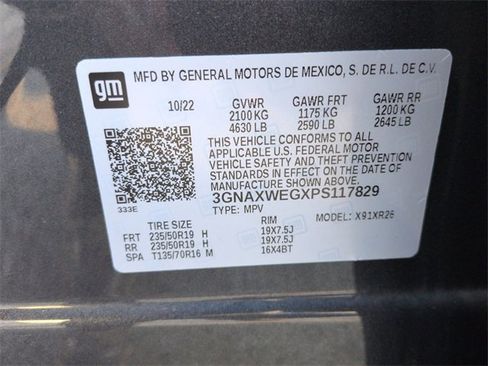 gm
MFD BY GENERAL MOTORS DE MEXICO, S. DE R.L. DE C.V.
10/22 GVWR GAWR FRT GAWR RR
2100 KG 1175 KG 1200 KG
4630 LB 2590 LB 2645 LB
THIS VEHICLE CONFORMS TO ALL
APPLICABLE U.S. FEDERAL MOTOR
VEHICLE SAFETY AND THEFT PREVENTION
STANDARDS IN EFFECT ON THE DATE OF
MANUFACTURE SHOWN ABOVE.
333E 3GNAXWEGXPS117829
TYPE: MPV MODEL: X91XR26
TIRE SIZE RIM
FRT 235/50R19 H 19X7.5J
RR 235/50R19 H 19X7.5J
SPA T135/70R16 M 16X4BT